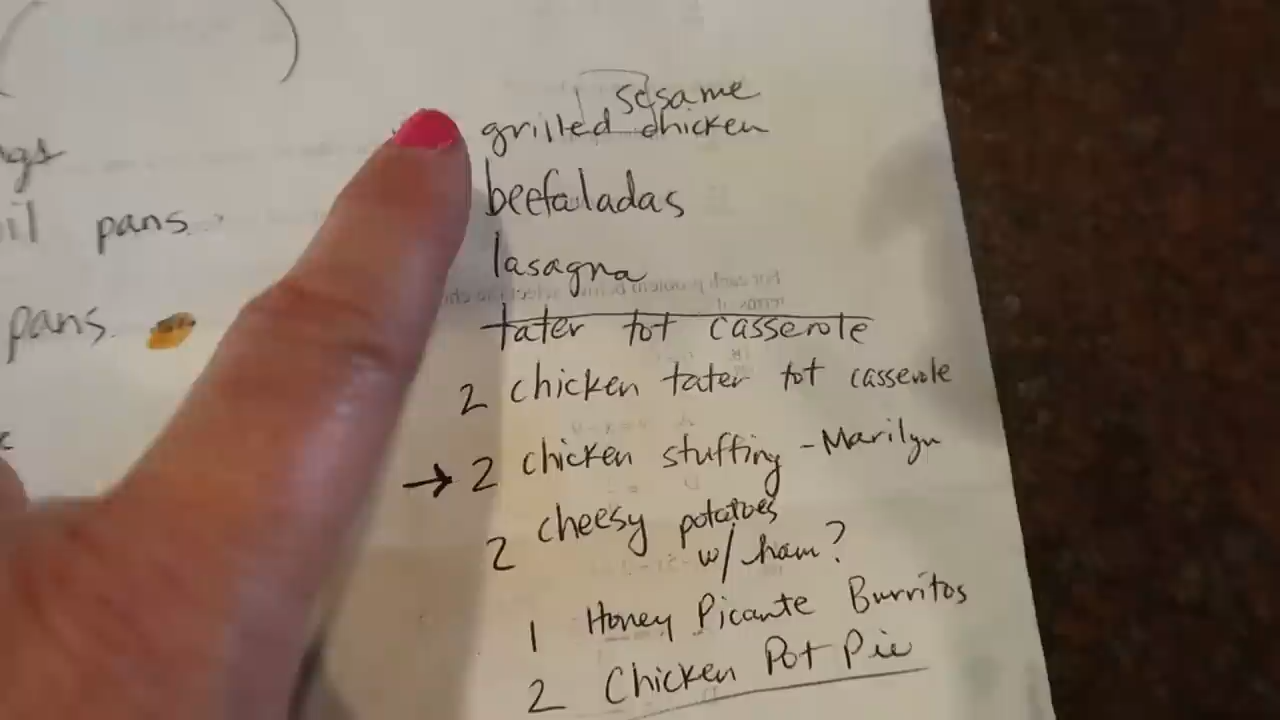 sesame
grilled chicken
beefaladas
lasagna
tater tot casserole
2 chicken tater tot casserole
→ 2 chicken stuffing - Marilyn
2 cheesy potatoes
w/ ham?
1 Honey Picante Burritos
2 Chicken Pot Pie
pans
pans.